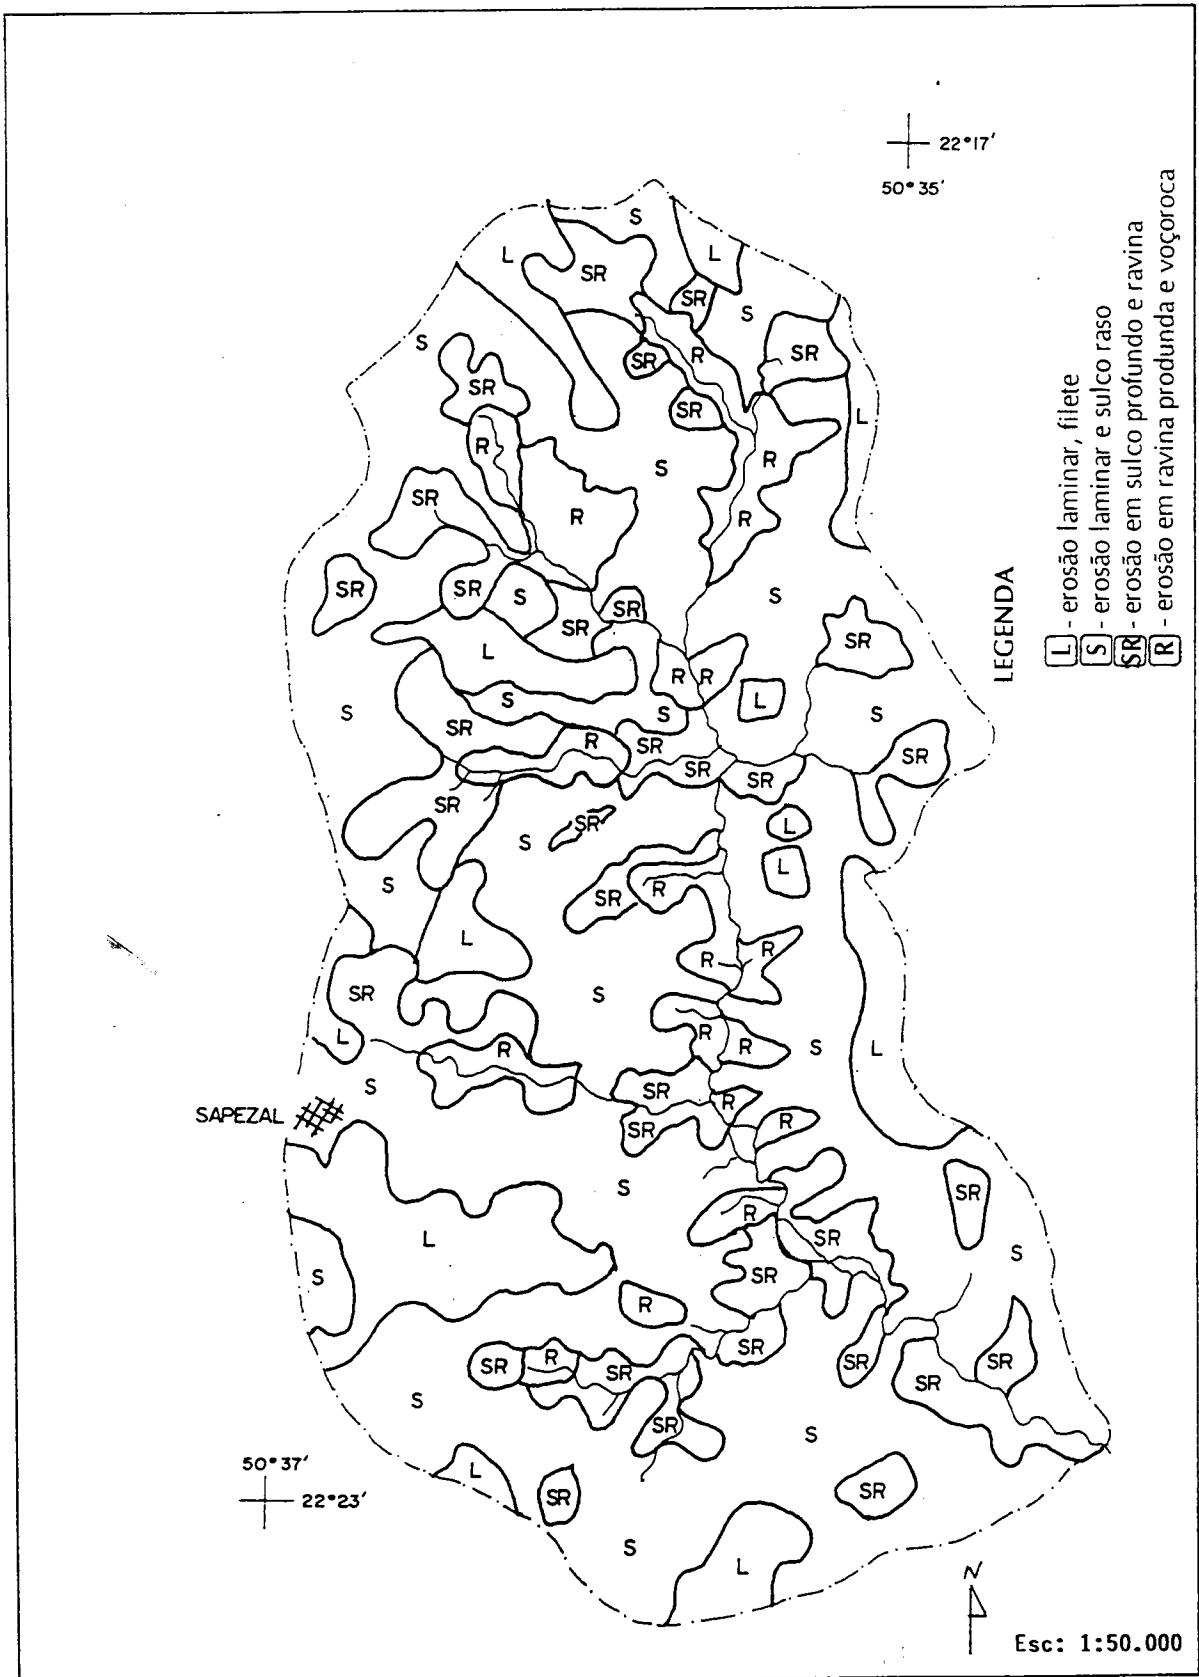 22°17'
50°35'
S
L
L
SR
SR
S
S
R
SR
SR
SR
SR
L
R
R
S
SR
R
R
S
SR
SR
S
S
SR
SR
SR
L
R
R
L
S
S
S
S
SR
R
SR
SR
SR
SR
SR
SR
L
S
L
S
R
SR
L
R
R
SR
S
L
R
R
R
S
L
S
SR
R
SAPEZAL
SR
R
S
SR
R
L
SR
S
S
SR
R
SR
SR
R
SR
SR
SR
SR
S
SR
S
L
SR
SR
S
L
50°37'
22°23'
LEGENDA
L - erosão laminar, filete
S - erosão laminar e sulco raso
SR - erosão em sulco profundo e ravina
R - erosão em ravina produnda e voçoroca
N
Esc: 1:50.000